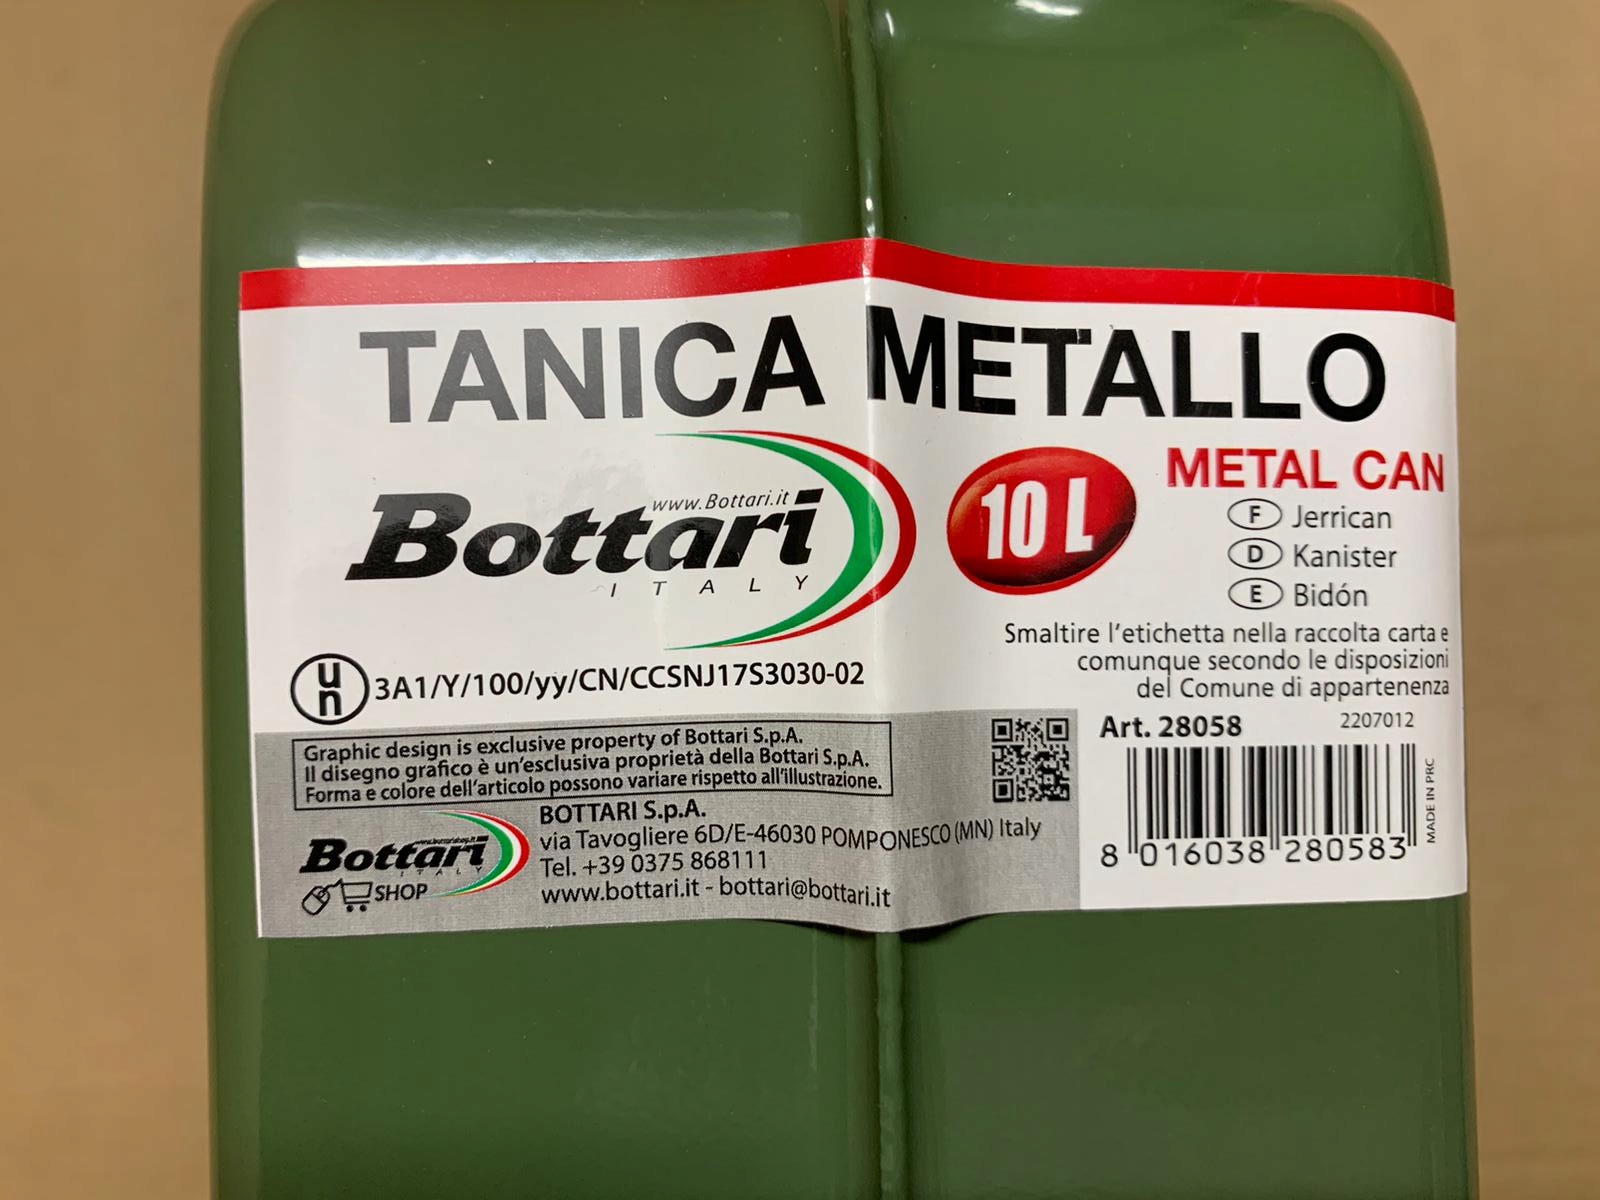 TANICA METALLO
www.Bottari.it
Bottari
ITALY
10 L
METAL CAN
F Jerrican
D Kanister
E Bidón
Smaltire l'etichetta nella raccolta carta e
comunque secondo le disposizioni
del Comune di appartenenza
un 3A1/Y/100/yy/CN/CCSNJ17S3030-02
Graphic design is exclusive property of Bottari S.p.A.
Il disegno grafico è un'esclusiva proprietà della Bottari S.p.A.
Forma e colore dell'articolo possono variare rispetto all'illustrazione.
www.bottarishop.it
Bottari
ITALY
SHOP
BOTTARI S.p.A.
via Tavogliere 6D/E-46030 POMPONESCO (MN) Italy
Tel. +39 0375 868111
www.bottari.it - bottari@bottari.it
Art. 28058
2207012
8 016038 280583
MADE IN PRC